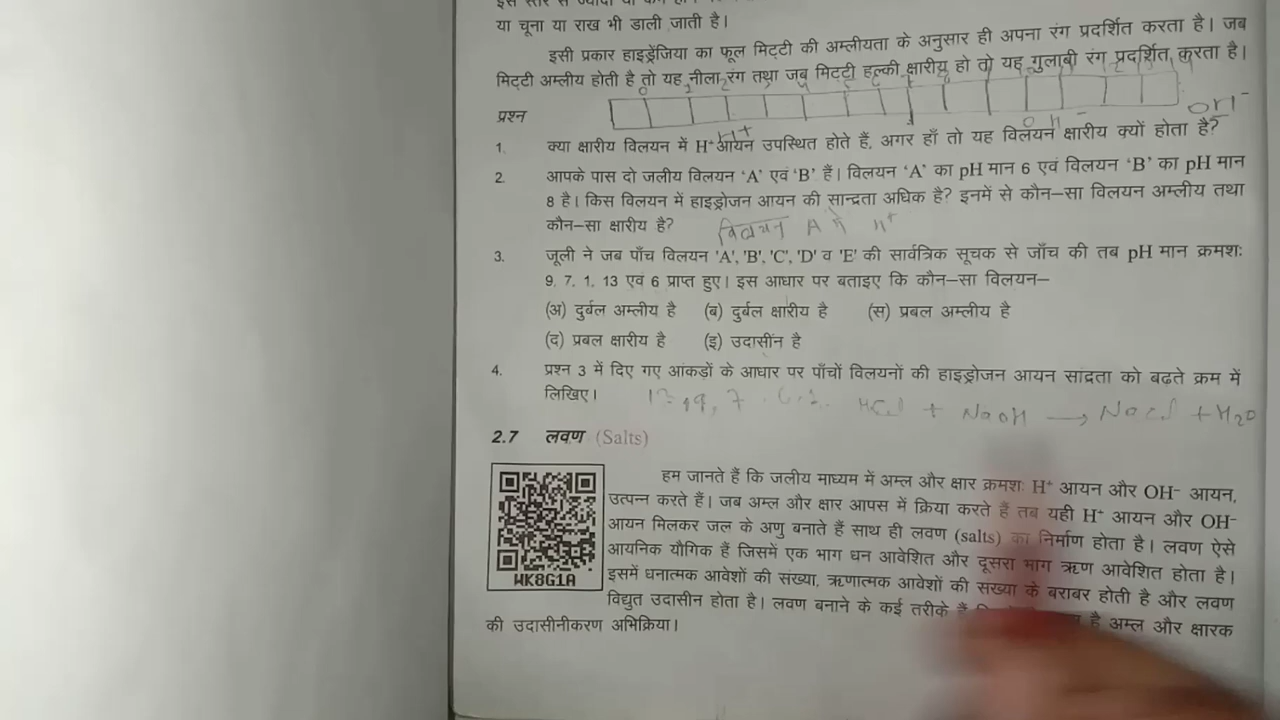 या चूना या राख भी डाली जाती है।
इसी प्रकार हाइड्रेंजिया का फूल मिट्टी की अम्लीयता के अनुसार ही अपना रंग प्रदर्शित करता है। जब
मिट्टी अम्लीय होती है तो यह नीला रंग तथा जब मिट्टी हल्की क्षारीय हो तो यह गुलाबी रंग प्रदर्शित करता है।
OH⁻
प्रश्न
H⁺ OH⁻
1. क्या क्षारीय विलयन में H⁺आयन उपस्थित होते हैं, अगर हाँ तो यह विलयन क्षारीय क्यों होता है?
2. आपके पास दो जलीय विलयन 'A' एवं 'B' हैं। विलयन 'A' का pH मान 6 एवं विलयन 'B' का pH मान
8 है। किस विलयन में हाइड्रोजन आयन की सान्द्रता अधिक है? इनमें से कौन–सा विलयन अम्लीय तथा
कौन–सा क्षारीय है? विलयन A में H⁺
3. जूली ने जब पाँच विलयन 'A', 'B', 'C', 'D' व 'E' की सार्वत्रिक सूचक से जाँच की तब pH मान क्रमशः
9, 7, 1, 13 एवं 6 प्राप्त हुए। इस आधार पर बताइए कि कौन–सा विलयन–
(अ) दुर्बल अम्लीय है (ब) दुर्बल क्षारीय है (स) प्रबल अम्लीय है
(द) प्रबल क्षारीय है (इ) उदासीन है
4. प्रश्न 3 में दिए गए आंकड़ों के आधार पर पाँचों विलयनों की हाइड्रोजन आयन सांद्रता को बढ़ते क्रम में
लिखिए। HCl + NaOH → NaCl + H₂O
2.7 लवण (Salts)
हम जानते हैं कि जलीय माध्यम में अम्ल और क्षार क्रमशः H⁺ आयन और OH⁻ आयन,
उत्पन्न करते हैं। जब अम्ल और क्षार आपस में क्रिया करते हैं तब यही H⁺ आयन और OH⁻
आयन मिलकर जल के अणु बनाते हैं साथ ही लवण (salts) का निर्माण होता है। लवण ऐसे
आयनिक यौगिक हैं जिसमें एक भाग धन आवेशित और दूसरा भाग ऋण आवेशित होता है।
इसमें धनात्मक आवेशों की संख्या, ऋणात्मक आवेशों की संख्या के बराबर होती है और लवण
विद्युत उदासीन होता है। लवण बनाने के कई तरीके है अम्ल और क्षारक
WK8G1A
की उदासीनीकरण अभिक्रिया।